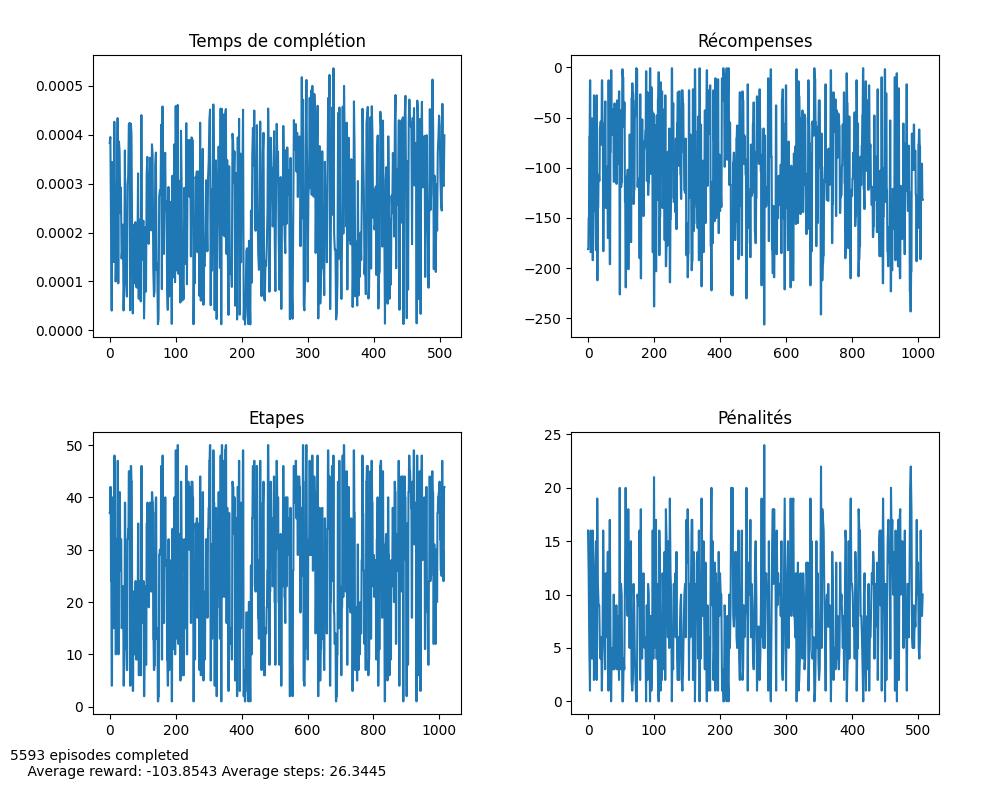 Temps de complétion
0.0005
0.0004
0.0003
0.0002
0.0001
0.0000
0 100 200 300 400 500
Récompenses
0
−50
−100
−150
−200
−250
0 200 400 600 800 1000
Etapes
50
40
30
20
10
0
0 200 400 600 800 1000
Pénalités
25
20
15
10
5
0
0 100 200 300 400 500
5593 episodes completed
Average reward: -103.8543 Average steps: 26.3445